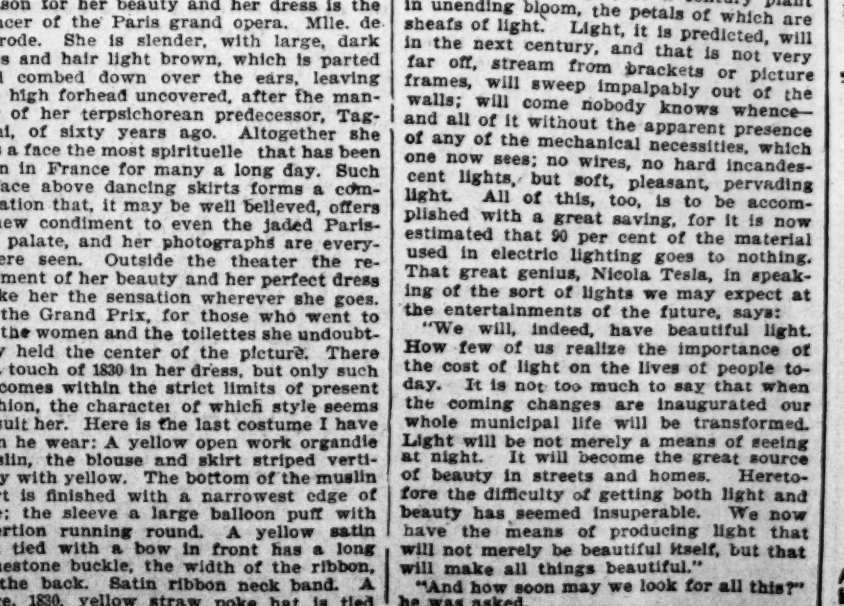 son for her beauty and her dress is the
cer of the Paris grand opera. Mlle. de
rode. She is slender, with large, dark
s and hair light brown, which is parted
combed down over the ears, leaving
high forhead uncovered, after the man-
of her terpsichorean predecessor, Tag-
ni, of sixty years ago. Altogether she
a face the most spirituelle that has been
n in France for many a long day. Such
face above dancing skirts forms a com-
ation that, it may be well believed, offers
new condiment to even the jaded Paris-
palate, and her photographs are every-
ere seen. Outside the theater the re-
ment of her beauty and her perfect dress
ke her the sensation wherever she goes.
the Grand Prix, for those who went to
the women and the toilettes she undoubt-
y held the center of the picture. There
touch of 1830 in her dress, but only such
comes within the strict limits of present
hion, the character of which style seems
suit her. Here is the last costume I have
n he wear: A yellow open work organdie
slin, the blouse and skirt striped verti-
y with yellow. The bottom of the muslin
rt is finished with a narrowest edge of
; the sleeve a large balloon puff with
ertion running round. A yellow satin
tied with a bow in front has a long
nestone buckle, the width of the ribbon,
the back. Satin ribbon neck band. A
re, 1830, yellow straw poke hat is tied
in unending bloom, the petals of which are
sheafs of light. Light, it is predicted, will
in the next century, and that is not very
far off, stream from brackets or picture
frames, will sweep impalpably out of the
walls; will come nobody knows whence—
and all of it without the apparent presence
of any of the mechanical necessities, which
one now sees; no wires, no hard incandes-
cent lights, but soft, pleasant, pervading
light. All of this, too, is to be accom-
plished with a great saving, for it is now
estimated that 90 per cent of the material
used in electric lighting goes to nothing.
That great genius, Nicola Tesla, in speak-
ing of the sort of lights we may expect at
the entertainments of the future, says:
"We will, indeed, have beautiful light.
How few of us realize the importance of
the cost of light on the lives of people to-
day. It is not too much to say that when
the coming changes are inaugurated our
whole municipal life will be transformed.
Light will be not merely a means of seeing
at night. It will become the great source
of beauty in streets and homes. Hereto-
fore the difficulty of getting both light and
beauty has seemed insuperable. We now
have the means of producing light that
will not merely be beautiful itself, but that
will make all things beautiful."
"And how soon may we look for all this?"
he was asked.